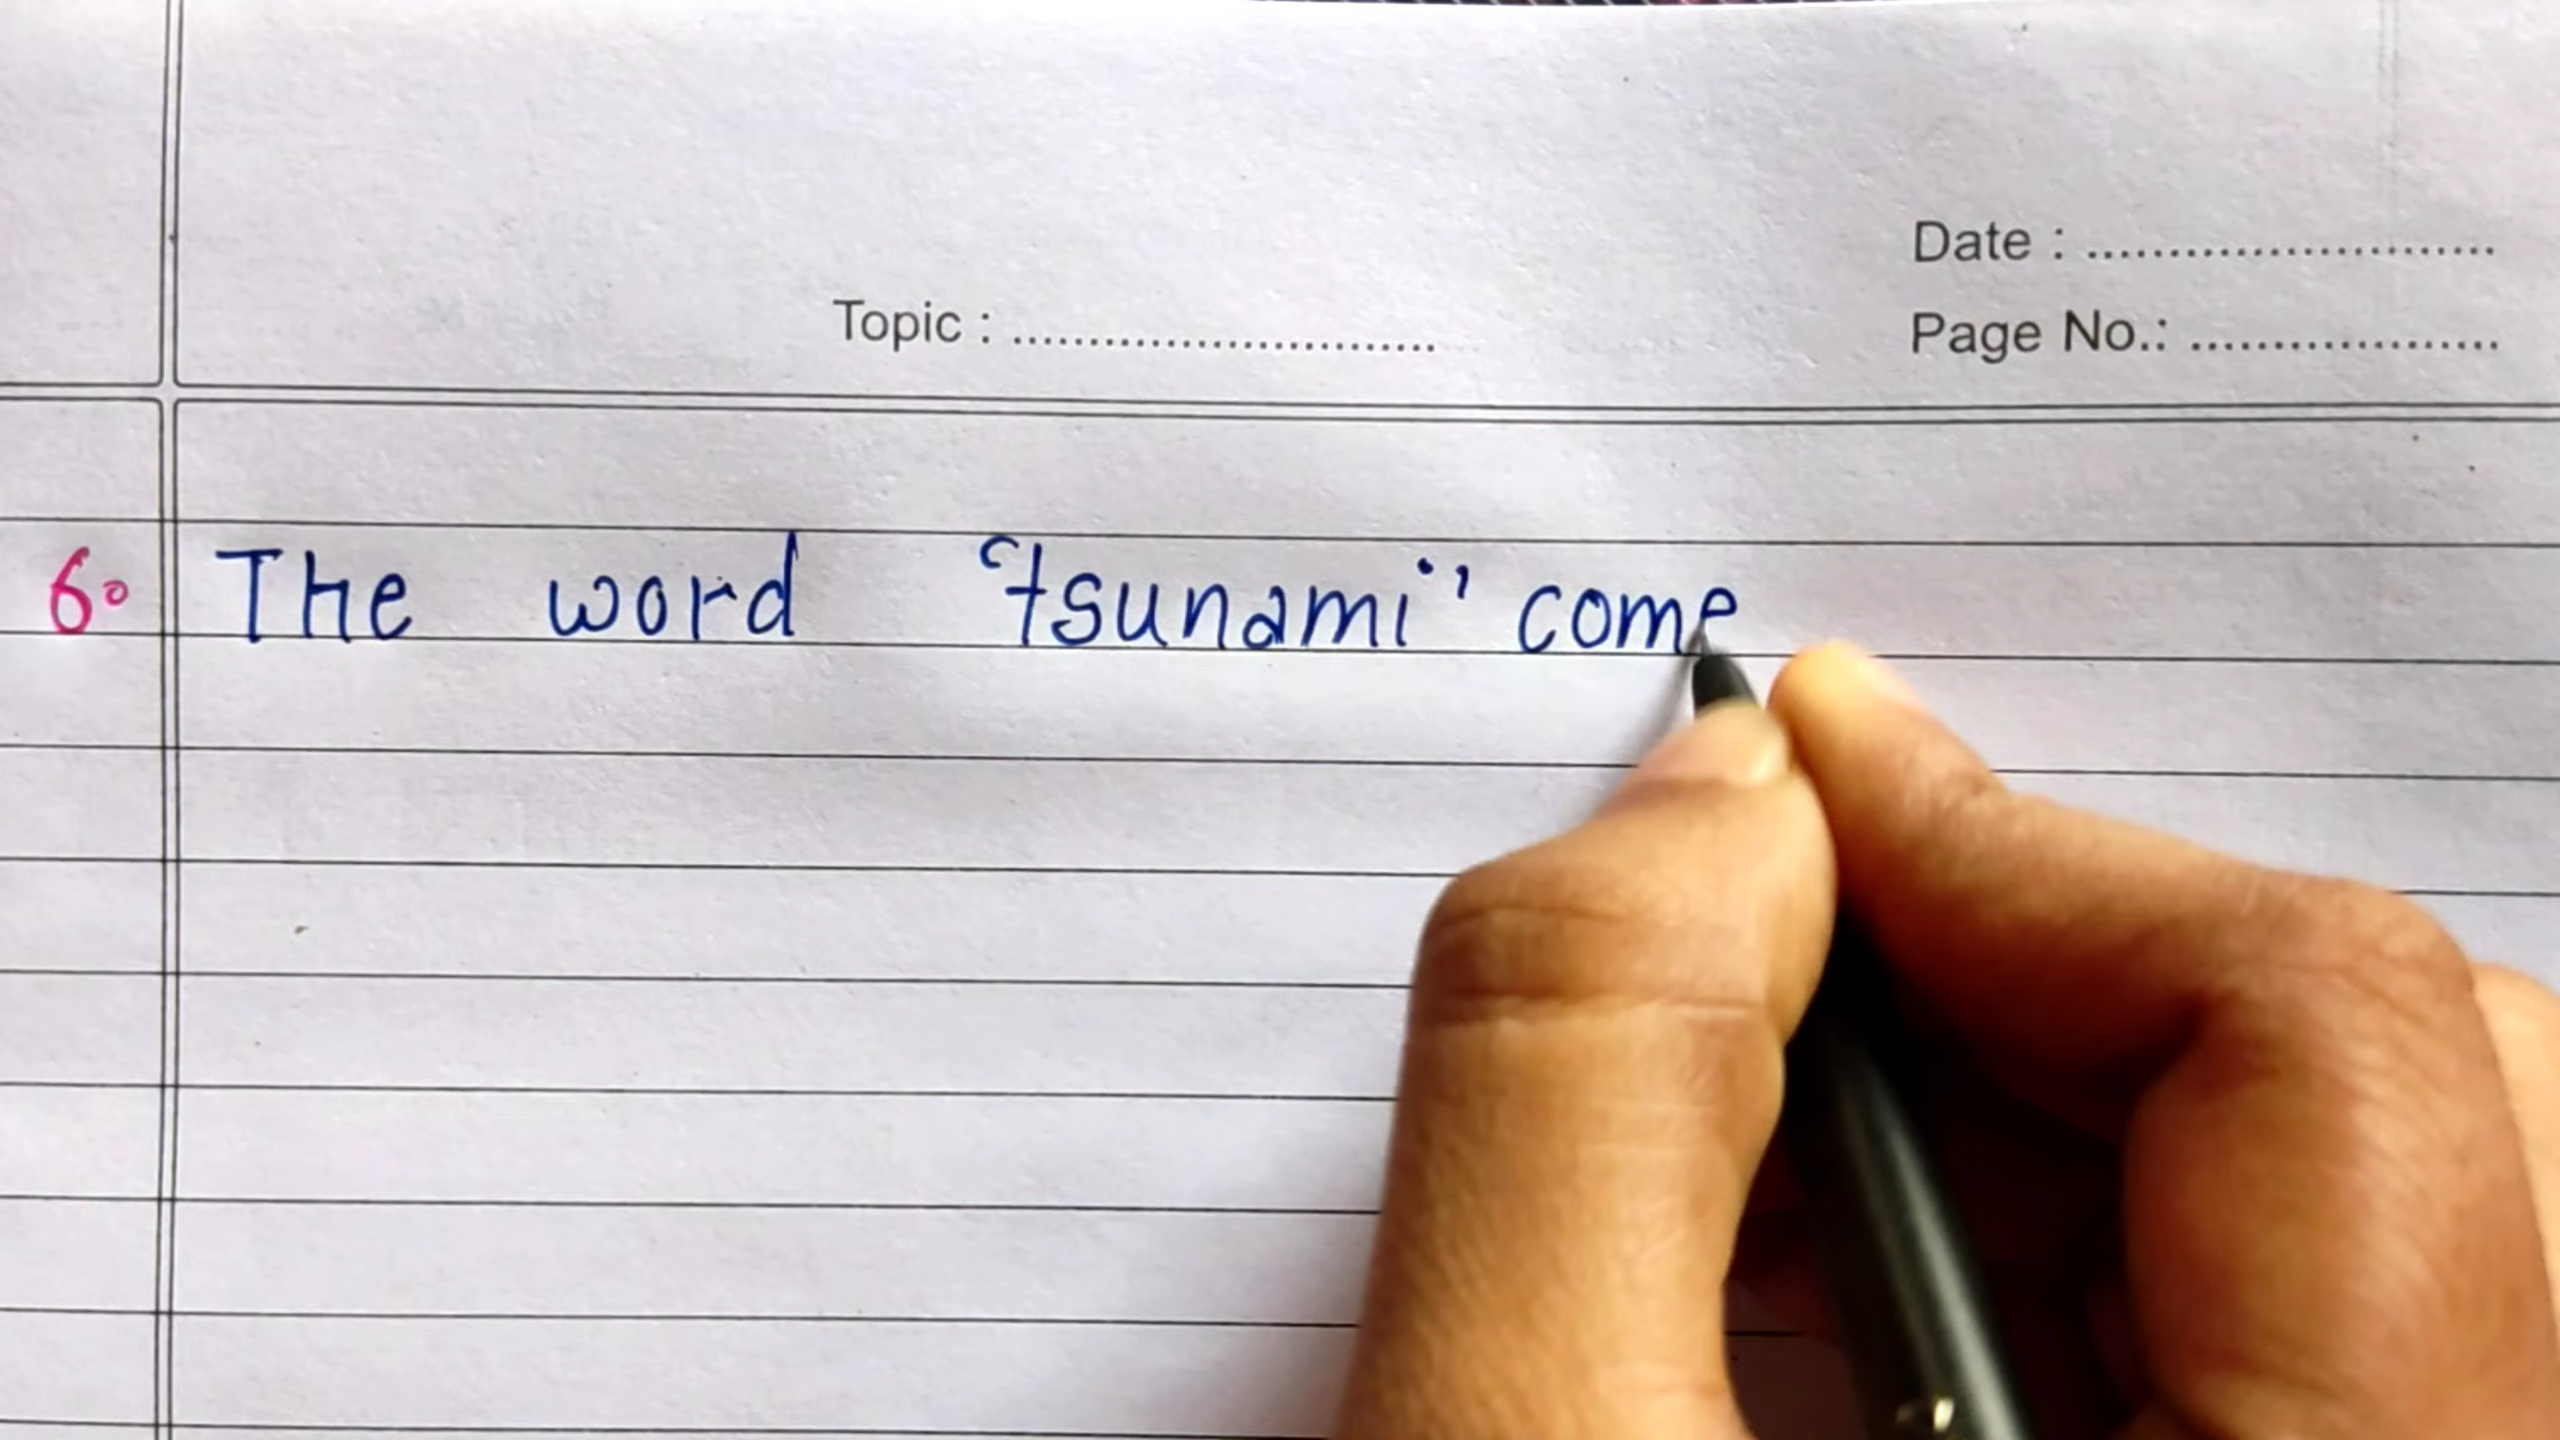 Date : ..........................
Topic : ............................
Page No.: ....................
6. The word "tsunami" come